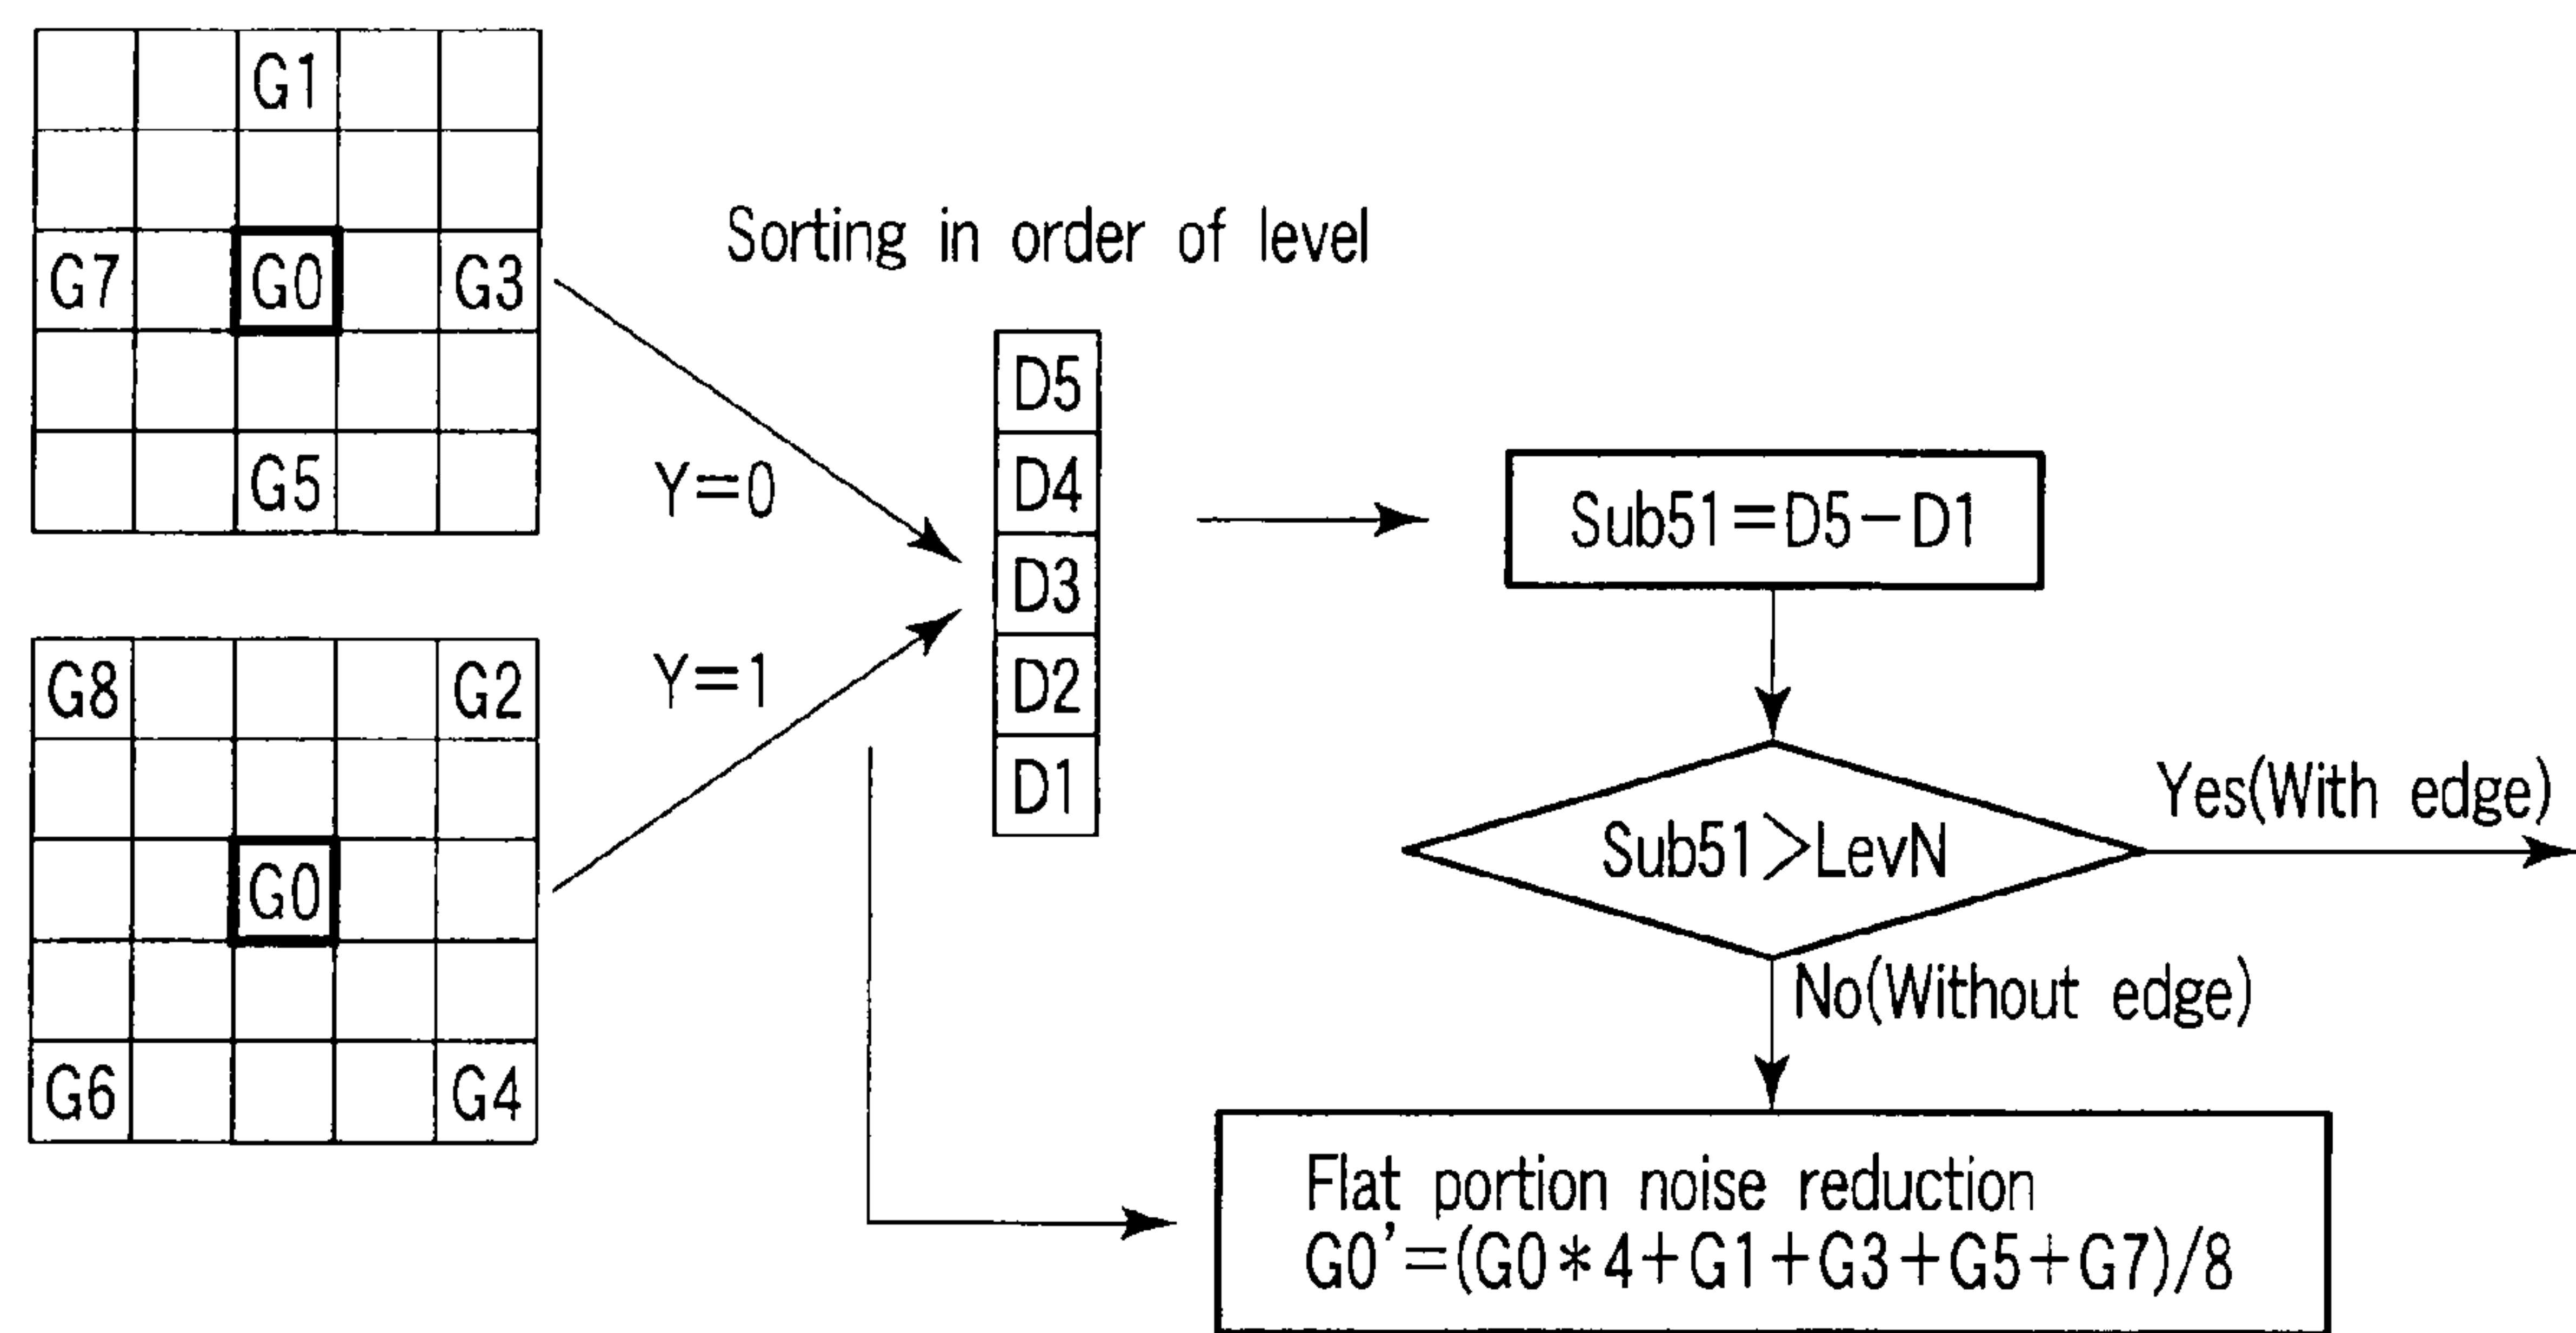 G1
G7 G0 G3
G5
Sorting in order of level
Y=0
Y=1
G8 G2
G0
G6 G4
D5
D4
D3
D2
D1
Sub51=D5−D1
Sub51>LevN
Yes(With edge)
No(Without edge)
Flat portion noise reduction
G0’=(G0*4+G1+G3+G5+G7)/8